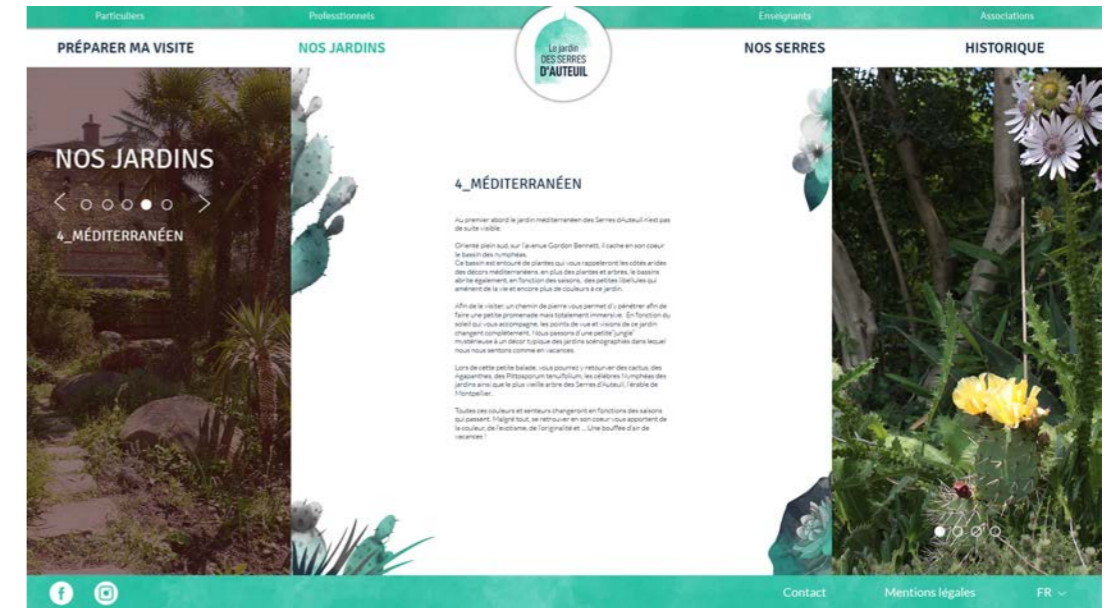 Particuliers
Professionnels
Enseignants
Associations
PRÉPARER MA VISITE
NOS JARDINS
Le jardin
DES SERRES
D'AUTEUIL
NOS SERRES
HISTORIQUE
NOS JARDINS
4_MÉDITERRANÉEN
4_MÉDITERRANÉEN
Au premier abord le jardin méditerranéen des Serres d'Auteuil n'est pas
de suite visible.
Orienté plein sud, sur l'avenue Gordon Bennett, il cache en son coeur
le bassin des nymphéas.
Ce bassin est entouré de plantes qui vous rappeleront les côtés arides
des décors méditerranéens, en plus des plantes et arbres, le bassins
abrite également, en fonction des saisons, des petites libellules qui
amènent de la vie et encore plus de couleurs à ce jardin.
Afin de le visiter, un chemin de pierre vous permet d'y pénétrer afin de
faire une petite promenade mais totalement immersive. En fonction du
soleil qui vous accompagne, les points de vue et visions de ce jardin
changent complètement. Nous passons d'une petite"jungle"
mystérieuse à un décor typique des jardins scénographiés dans lequel
nous nous sentons comme en vacances.
Lors de cette petite balade, vous pourrez y retourver des cactus, des
Agapanthes, des Pittosporum tenuifolium, les célèbres Nymphéas des
jardins ainsi que le plus vieille arbre des Serres d'Auteuil, l'érable de
Montpellier.
Toutes ces couleurs et senteurs changeront en fonctions des saisons
qui passent. Malgré tout, se retrouver en son coeur vous apportent de
la couleur, de l'exotisme, de l'originalité et ... Une bouffée d'air de
vacances !
Contact
Mentions légales
FR